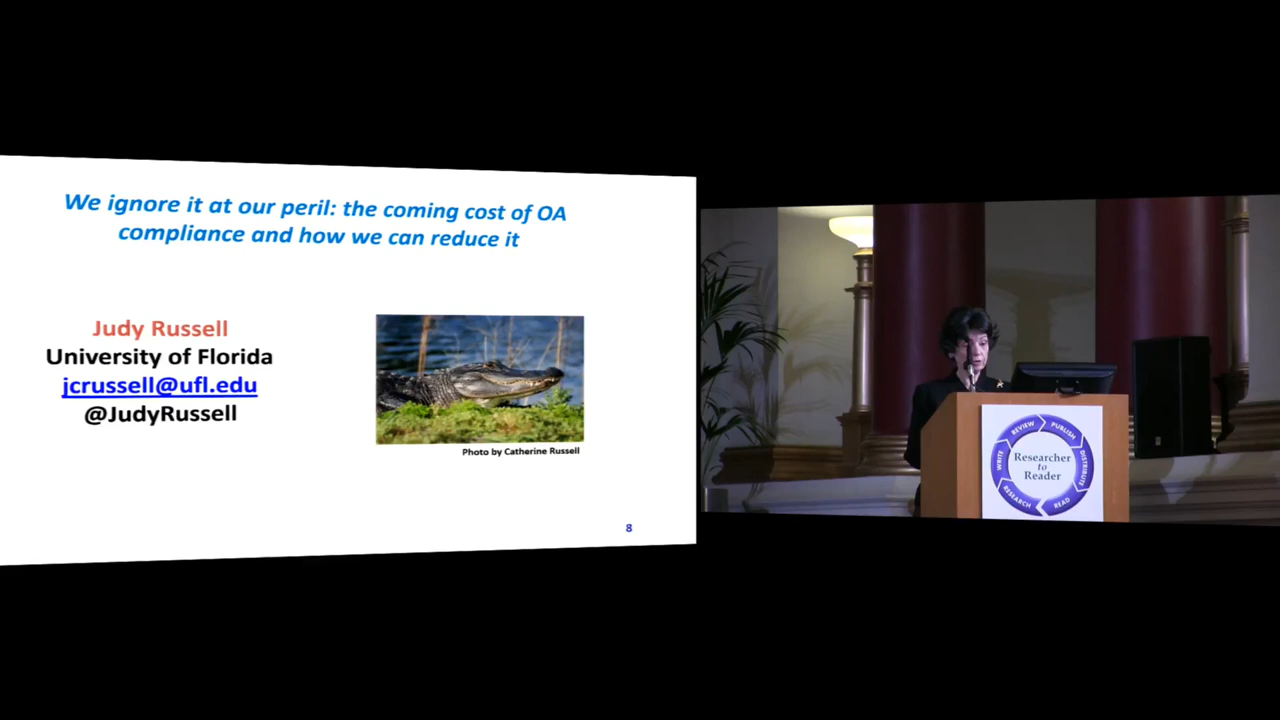 We ignore it at our peril: the coming cost of OA
compliance and how we can reduce it
Judy Russell
University of Florida
jcrussell@ufl.edu
@JudyRussell
Photo by Catherine Russell
8
Researcher
to
Reader
REVIEW
PUBLISH
DISTRIBUTE
READ
RESEARCH
WRITE